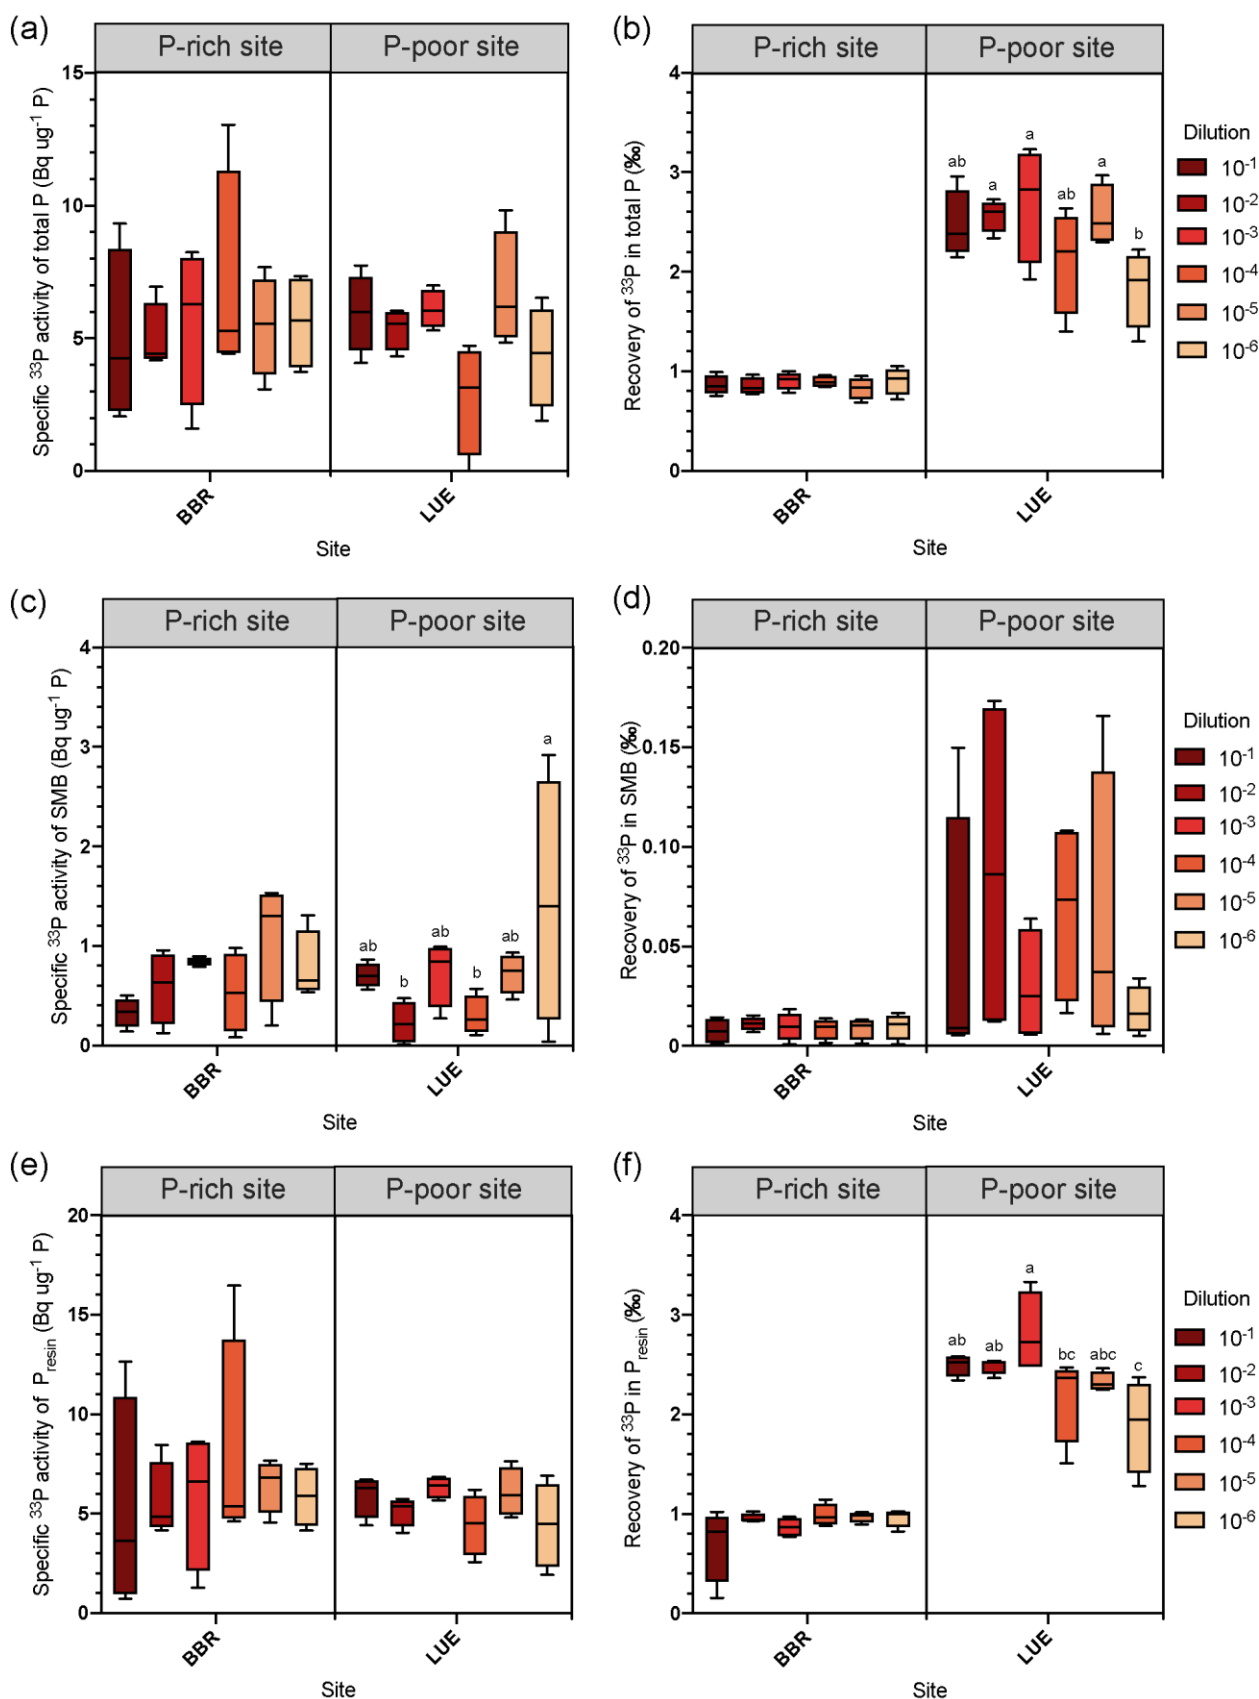 (a)
P-rich site P-poor site
Specific ³³P activity of total P (Bq ug⁻¹ P)
15
10
5
0
BBR LUE
Site
(b)
P-rich site P-poor site
Recovery of ³³P in total P (‰)
4
3
2
1
0
ab a a ab a b
BBR LUE
Site
Dilution
10⁻¹
10⁻²
10⁻³
10⁻⁴
10⁻⁵
10⁻⁶
(c)
P-rich site P-poor site
Specific ³³P activity of SMB (Bq ug⁻¹ P)
4
3
2
1
0
ab b ab b ab a
BBR LUE
Site
(d)
P-rich site P-poor site
Recovery of ³³P in SMB (‰)
0.20
0.15
0.10
0.05
0
BBR LUE
Site
Dilution
10⁻¹
10⁻²
10⁻³
10⁻⁴
10⁻⁵
10⁻⁶
(e)
P-rich site P-poor site
Specific ³³P activity of Presin (Bq ug⁻¹ P)
20
15
10
5
0
BBR LUE
Site
(f)
P-rich site P-poor site
Recovery of ³³P in Presin (‰)
4
3
2
1
0
ab ab a bc abc c
BBR LUE
Site
Dilution
10⁻¹
10⁻²
10⁻³
10⁻⁴
10⁻⁵
10⁻⁶